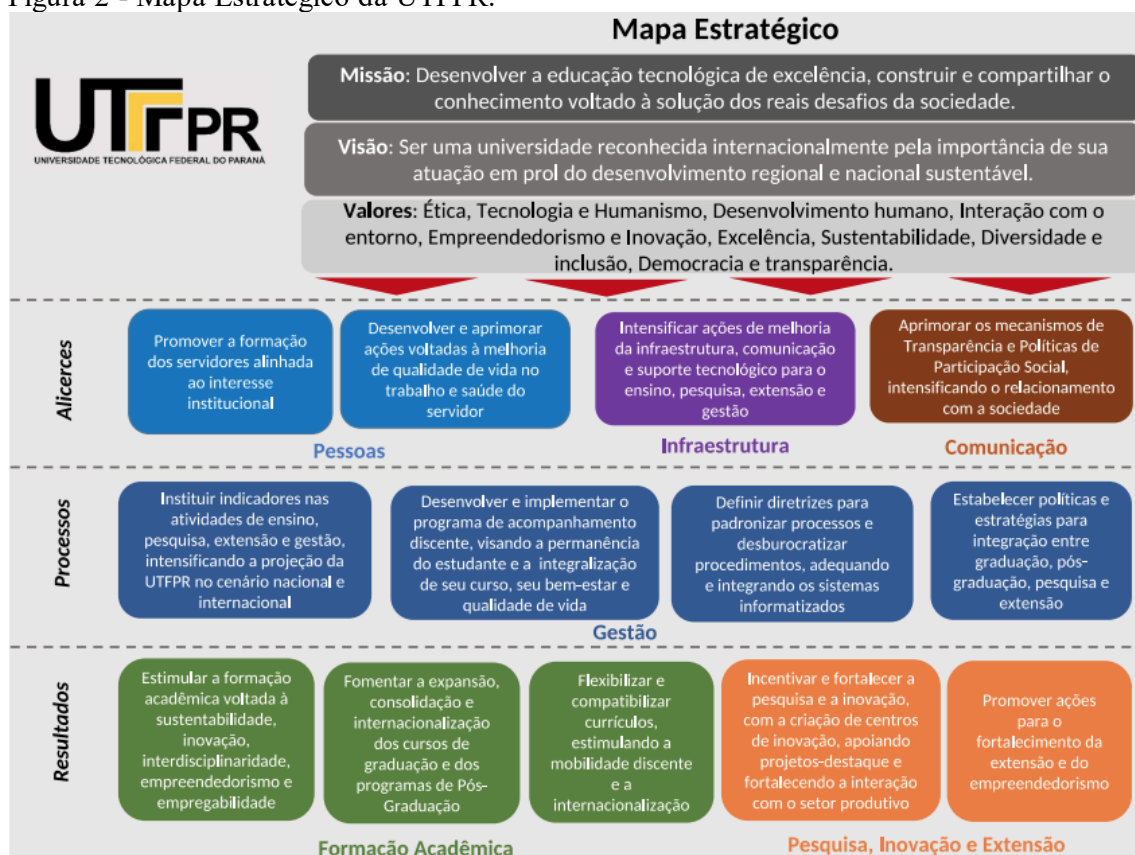 Figura 2 - Mapa Estratégico da UTFPR.
Mapa Estratégico
UTFPR
UNIVERSIDADE TECNOLÓGICA FEDERAL DO PARANÁ
Missão: Desenvolver a educação tecnológica de excelência, construir e compartilhar o
conhecimento voltado à solução dos reais desafios da sociedade.
Visão: Ser uma universidade reconhecida internacionalmente pela importância de sua
atuação em prol do desenvolvimento regional e nacional sustentável.
Valores: Ética, Tecnologia e Humanismo, Desenvolvimento humano, Interação com o
entorno, Empreendedorismo e Inovação, Excelência, Sustentabilidade, Diversidade e
inclusão, Democracia e transparência.
Alicerces
Promover a formação
dos servidores alinhada
ao interesse
institucional
Desenvolver e aprimorar
ações voltadas à melhoria
de qualidade de vida no
trabalho e saúde do
servidor
Pessoas
Intensificar ações de melhoria
da infraestrutura, comunicação
e suporte tecnológico para o
ensino, pesquisa, extensão e
gestão
Infraestrutura
Aprimorar os mecanismos de
Transparência e Políticas de
Participação Social,
intensificando o relacionamento
com a sociedade
Comunicação
Processos
Instituir indicadores nas
atividades de ensino,
pesquisa, extensão e gestão,
intensificando a projeção da
UTFPR no cenário nacional e
internacional
Desenvolver e implementar o
programa de acompanhamento
discente, visando a permanência
do estudante e a integralização
de seu curso, seu bem-estar e
qualidade de vida
Definir diretrizes para
padronizar processos e
desburocratizar
procedimentos, adequando
e integrando os sistemas
informatizados
Estabelecer políticas e
estratégias para
integração entre
graduação, pós-
graduação, pesquisa e
extensão
Gestão
Resultados
Estimular a formação
acadêmica voltada à
sustentabilidade,
inovação,
interdisciplinaridade,
empreendedorismo e
empregabilidade
Fomentar a expansão,
consolidação e
internacionalização
dos cursos de
graduação e dos
programas de Pós-
Graduação
Flexibilizar e
compatibilizar
currículos,
estimulando a
mobilidade discente
e a
internacionalização
Formação Acadêmica
Incentivar e fortalecer a
pesquisa e a inovação,
com a criação de centros
de inovação, apoiando
projetos-destaque e
fortalecendo a interação
com o setor produtivo
Promover ações
para o
fortalecimento da
extensão e do
empreendedorismo
Pesquisa, Inovação e Extensão